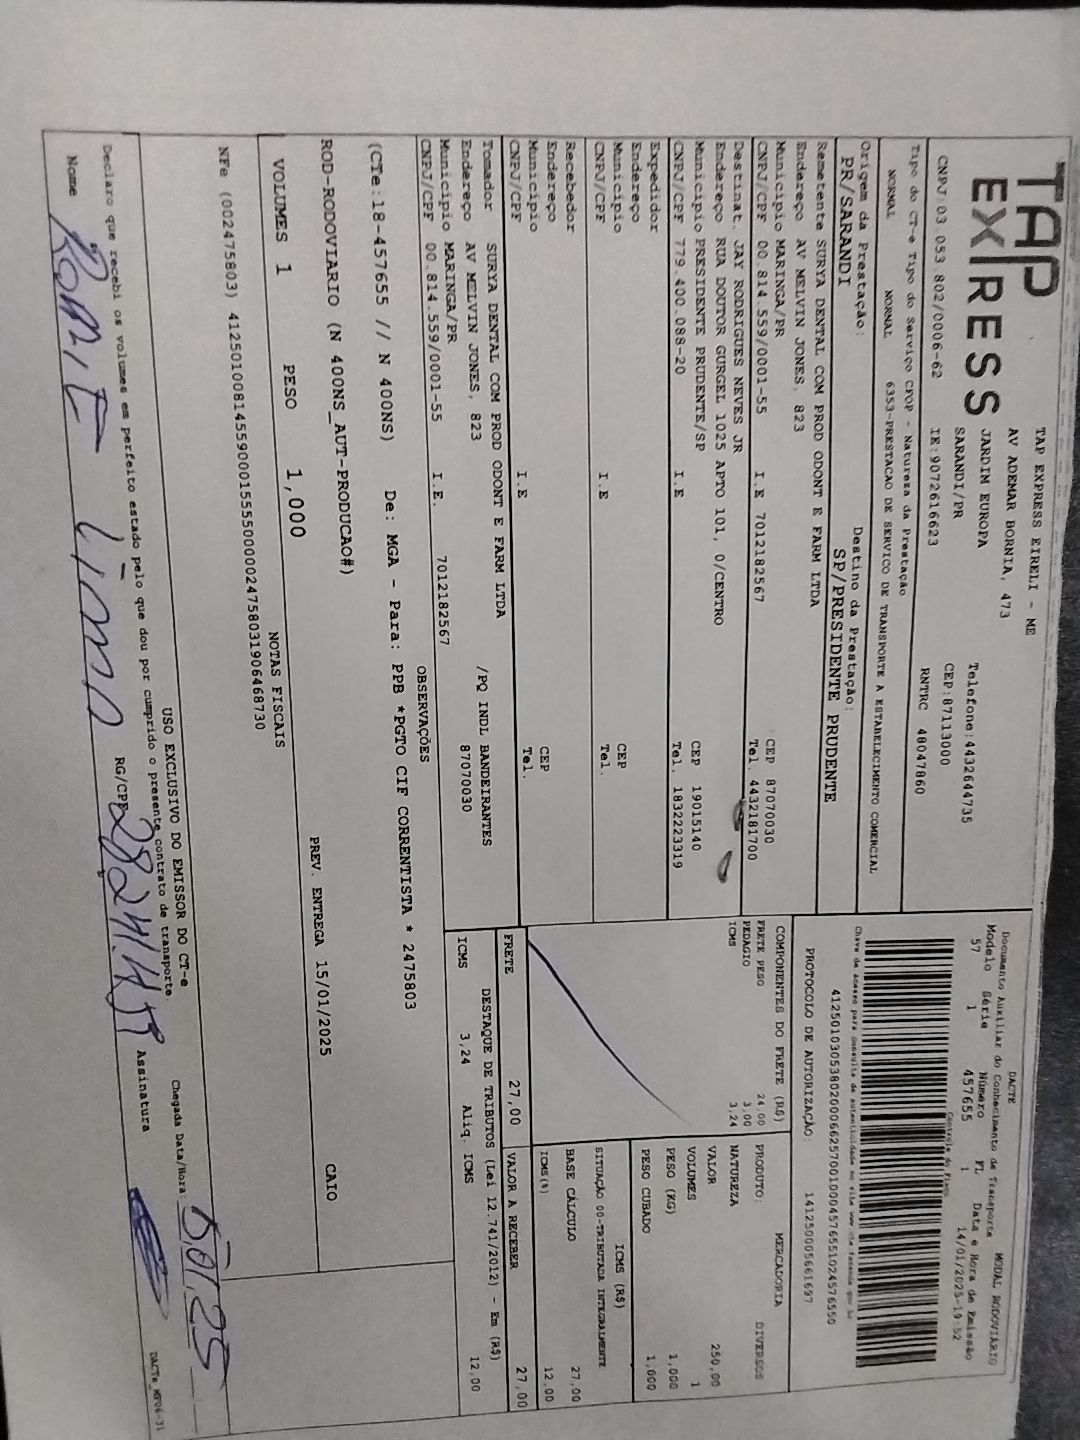 TAP EXPRESS
TAP EXPRESS EIRELI - ME
AV ADEMAR BORNIA, 473
JARDIM EUROPA
SARANDI/PR
Telefone:4432644735
CEP:87113000
CNPJ:03.053.802/0006-62 IE:9072616623 RNTRC 48047860
Tipo do CT-e Tipo do Serviço CFOP - Natureza da Prestação
NORMAL NORMAL 6353-PRESTACAO DE SERVICO DE TRANSPORTE A ESTABELECIMENTO COMERCIAL
Origem da Prestação: Destino da Prestação:
PR/SARANDI SP/PRESIDENTE PRUDENTE
Remetente SURYA DENTAL COM PROD ODONT E FARM LTDA
Endereço AV MELVIN JONES, 823
Município MARINGA/PR CEP 87070030
CNPJ/CPF 00.814.559/0001-55 I.E 7012182567 Tel. 4432181700
Destinat. JAY RODRIGUES NEVES JR
Endereço RUA DOUTOR GURGEL 1025 APTO 101, 0/CENTRO
Município PRESIDENTE PRUDENTE/SP CEP 19015140
CNPJ/CPF 779.400.08-20 I.E Tel. 1832223319
Expedidor
Endereço
Município CEP
CNPJ/CPF I.E Tel.
Recebedor
Endereço
Município CEP
CNPJ/CPF I.E Tel.
Tomador SURYA DENTAL COM PROD ODONT E FARM LTDA
Endereço AV MELVIN JONES, 823 /PQ INDL BANDEIRANTES
Município MARINGA/PR 87070030
CNPJ/CPF 00.814.559/0001-55 I.E. 7012182567
DACTE
Documento Auxiliar do Conhecimento de Transporte MODAL RODOVIÁRIO
Modelo Série Número FL Data e Hora de Emissão
57 1 457655 1 14/01/2025-19:52
Controle do Fisco
Chave de Acesso para consulta de autenticidade no site
41250103053802000662570010004576551024576550
PROTOCOLO DE AUTORIZAÇÃO: 141250005661697
COMPONENTES DO FRETE (R$)
FRETE PESO 24,00
PEDAGIO 3,00
ICMS 3,24
PRODUTO: MERCADORIA DIVERSOS
NATUREZA
VALOR 250,00
VOLUMES 1
PESO (KG) 1,000
PESO CUBADO 1,000
ICMS (R$)
SITUAÇÃO 00-TRIBUTADA INTEGRALMENTE
BASE CÁLCULO 27,00
ICMS(%) 12,00
FRETE 27,00 VALOR A RECEBER 27,00
DESTAQUE DE TRIBUTOS (Lei 12.741/2012) - Em (R$)
ICMS 3,24 Aliq. ICMS 12,00
OBSERVAÇÕES
(CTe:18-457655 // N 400NS) De: MGA - Para: PPB *PGTO CIF CORRENTISTA * 2475803
ROD-RODOVIARIO (N 400NS_AUT-PRODUCAO#)
VOLUMES 1 PESO 1,000 PREV. ENTREGA 15/01/2025 CAIO
NOTAS FISCAIS
NFe (002475803) 41250100814559000155550000024758031906468730
USO EXCLUSIVO DO EMISSOR DO CT-e
Declaro que recebi os volumes em perfeito estado pelo que dou por cumprido o presente contrato de transporte
Chegada Data/Hora:
Nome RG/CPF Assinatura
DACTe_MF06-31